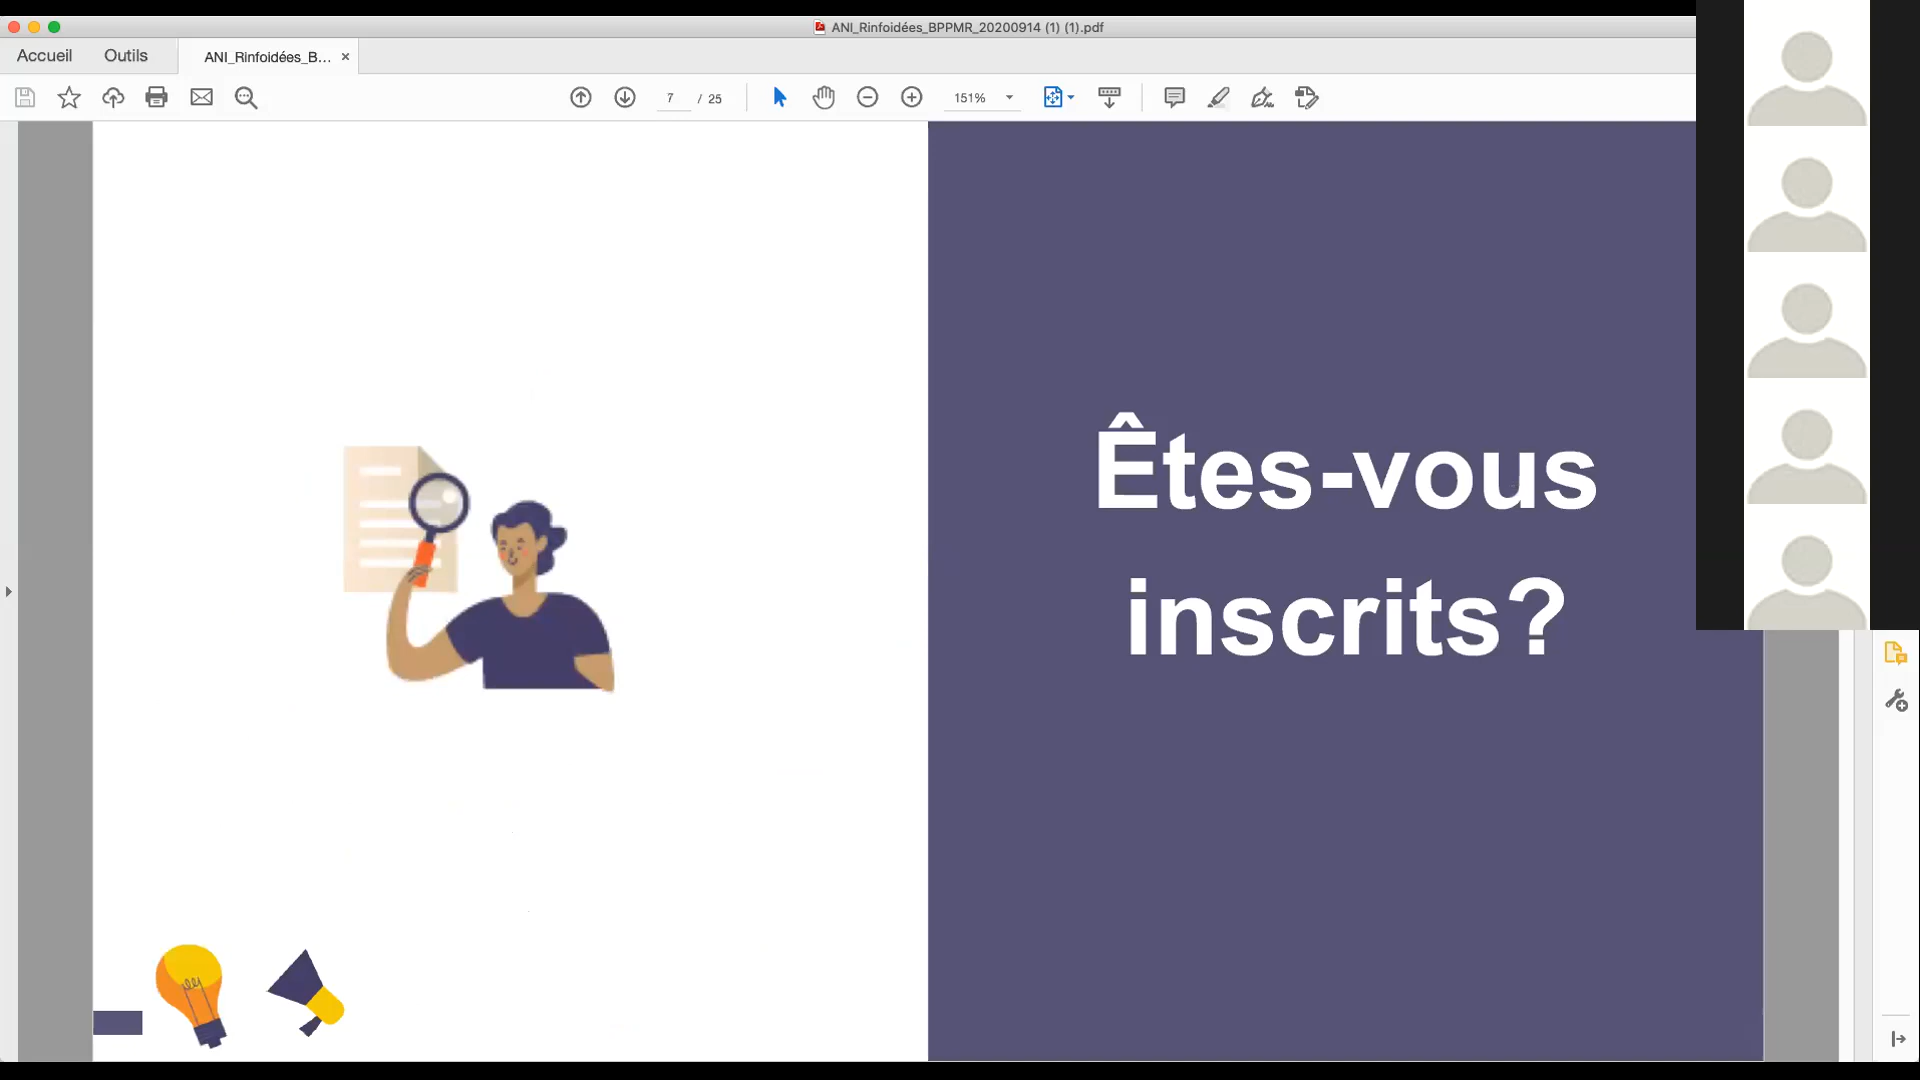 ANI_Rinfoidées_BPPMR_20200914 (1) (1).pdf
Accueil
Outils
ANI_Rinfoidées_B...
7 / 25
151%
Êtes-vous
inscrits?